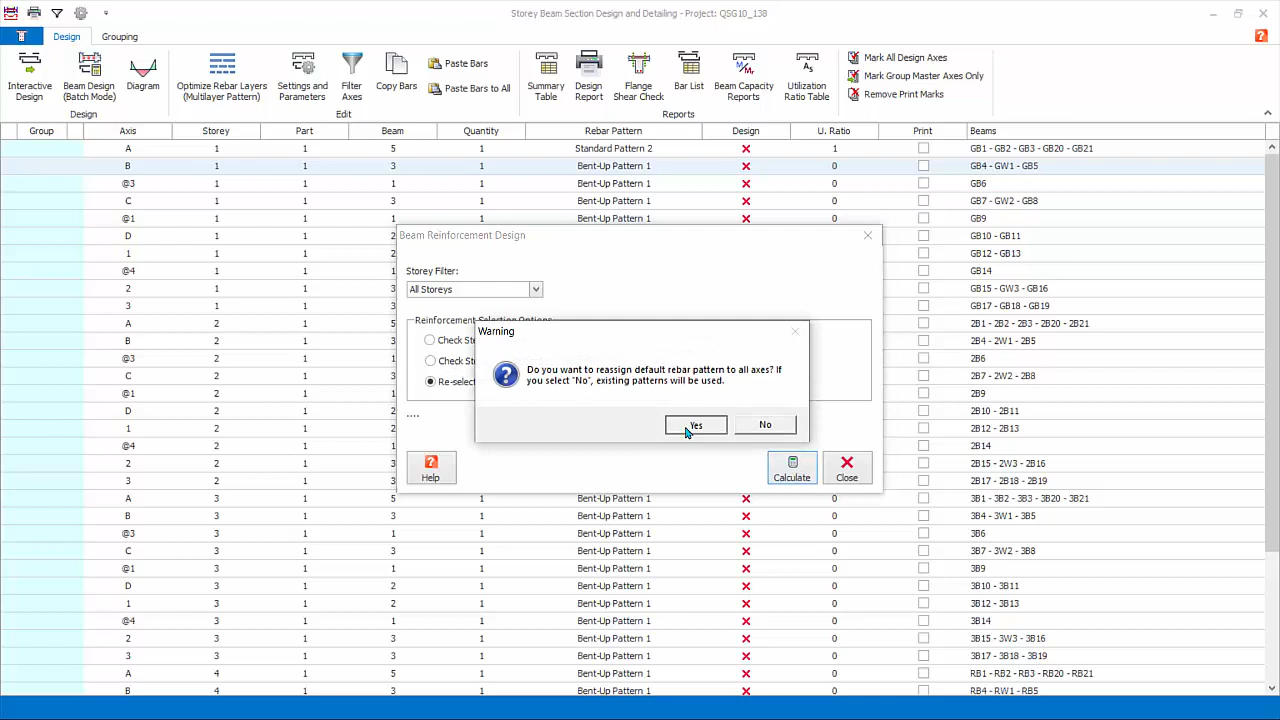 Storey Beam Section Design and Detailing - Project: QSG10_138
Design Grouping
Interactive Design
Beam Design (Batch Mode)
Diagram
Optimize Rebar Layers (Multilayer Pattern)
Settings and Parameters
Filter Axes
Copy Bars
Paste Bars
Paste Bars to All
Summary Table
Design Report
Flange Shear Check
Bar List
Beam Capacity Reports
Utilization Ratio Table
Mark All Design Axes
Mark Group Master Axes Only
Remove Print Marks
Design Edit Reports
Group Axis Storey Part Beam Quantity Rebar Pattern Design U. Ratio Print Beams
A 1 1 5 1 Standard Pattern 2 1 GB1 - GB2 - GB3 - GB20 - GB21
B 1 1 3 1 Bent-Up Pattern 1 0 GB4 - GW1 - GB5
@3 1 1 1 1 Bent-Up Pattern 1 0 GB6
C 1 1 3 1 Bent-Up Pattern 1 0 GB7 - GW2 - GB8
@1 1 1 1 1 Bent-Up Pattern 1 0 GB9
D 1 1 2 GB10 - GB11
1 1 1 2 GB12 - GB13
@4 1 1 1 GB14
2 1 1 3 GB15 - GW3 - GB16
3 1 1 3 GB17 - GB18 - GB19
A 2 1 5 2B1 - 2B2 - 2B3 - 2B20 - 2B21
B 2 1 3 2B4 - 2W1 - 2B5
@3 2 1 1 2B6
C 2 1 3 2B7 - 2W2 - 2B8
@1 2 1 1 2B9
D 2 1 2 2B10 - 2B11
1 2 1 2 2B12 - 2B13
@4 2 1 1 2B14
2 2 1 3 2B15 - 2W3 - 2B16
3 2 1 3 2B17 - 2B18 - 2B19
A 3 1 5 1 Bent-Up Pattern 1 0 3B1 - 3B2 - 3B3 - 3B20 - 3B21
B 3 1 3 1 Bent-Up Pattern 1 0 3B4 - 3W1 - 3B5
@3 3 1 1 1 Bent-Up Pattern 1 0 3B6
C 3 1 3 1 Bent-Up Pattern 1 0 3B7 - 3W2 - 3B8
@1 3 1 1 1 Bent-Up Pattern 1 0 3B9
D 3 1 2 1 Bent-Up Pattern 1 0 3B10 - 3B11
1 3 1 2 1 Bent-Up Pattern 1 0 3B12 - 3B13
@4 3 1 1 1 Bent-Up Pattern 1 0 3B14
2 3 1 3 1 Bent-Up Pattern 1 0 3B15 - 3W3 - 3B16
3 3 1 3 1 Bent-Up Pattern 1 0 3B17 - 3B18 - 3B19
A 4 1 5 1 Bent-Up Pattern 1 0 RB1 - RB2 - RB3 - RB20 - RB21
B 4 1 3 1 Bent-Up Pattern 1 0 RB4 - RW1 - RB5
Beam Reinforcement Design
Storey Filter:
All Storeys
Reinforcement Selection Options
Check
Check
Re-select
....
Help Calculate Close
Warning
Do you want to reassign default rebar pattern to all axes? If
you select "No", existing patterns will be used.
Yes No